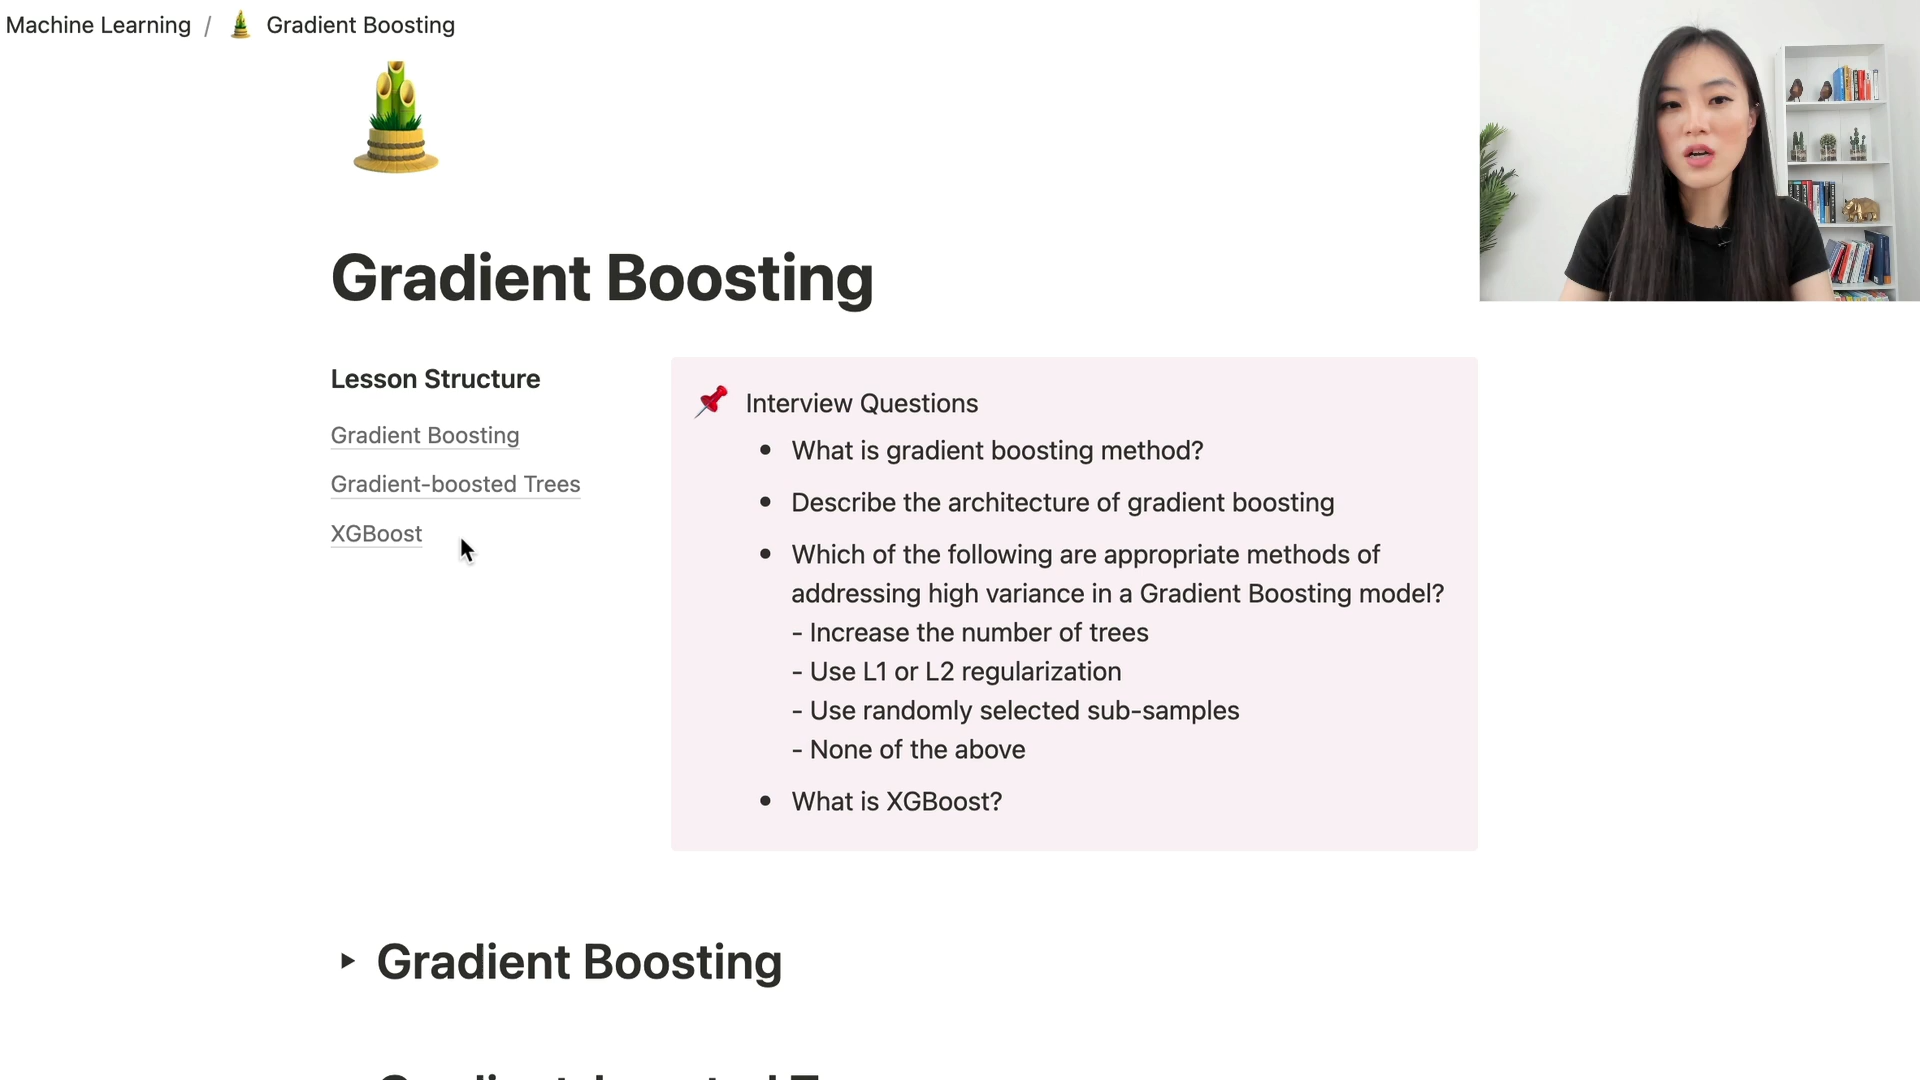 Machine Learning / Gradient Boosting
Gradient Boosting
Lesson Structure
Gradient Boosting
Gradient-boosted Trees
XGBoost
Interview Questions
• What is gradient boosting method?
• Describe the architecture of gradient boosting
• Which of the following are appropriate methods of
addressing high variance in a Gradient Boosting model?
- Increase the number of trees
- Use L1 or L2 regularization
- Use randomly selected sub-samples
- None of the above
• What is XGBoost?
Gradient Boosting